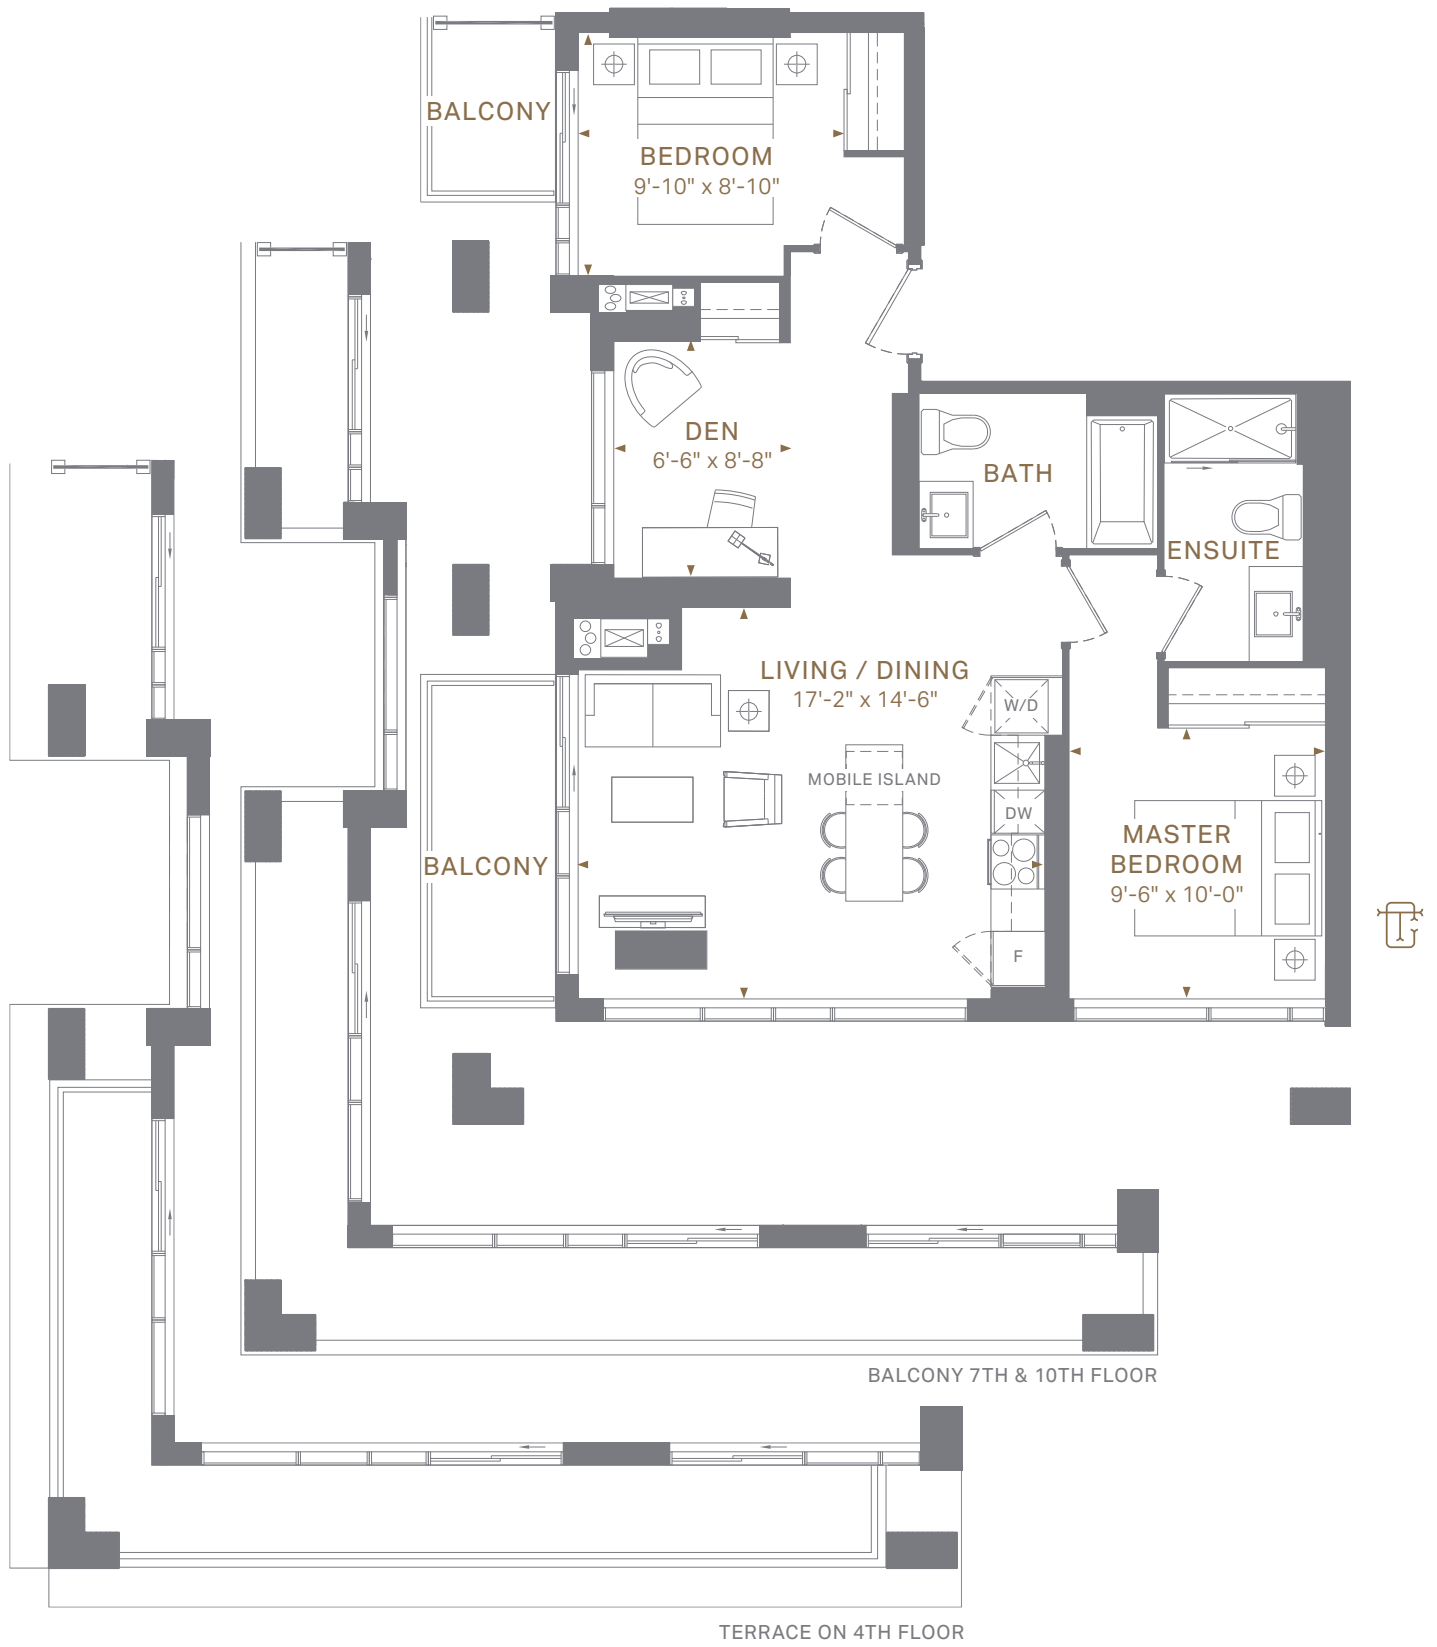 BALCONY
BEDROOM
9'-10" x 8'-10"
DEN
6'-6" x 8'-8"
BATH
ENSUITE
LIVING / DINING
17'-2" x 14'-6"
W/D
MOBILE ISLAND
DW
BALCONY
MASTER
BEDROOM
9'-6" x 10'-0"
F
BALCONY 7TH & 10TH FLOOR
TERRACE ON 4TH FLOOR